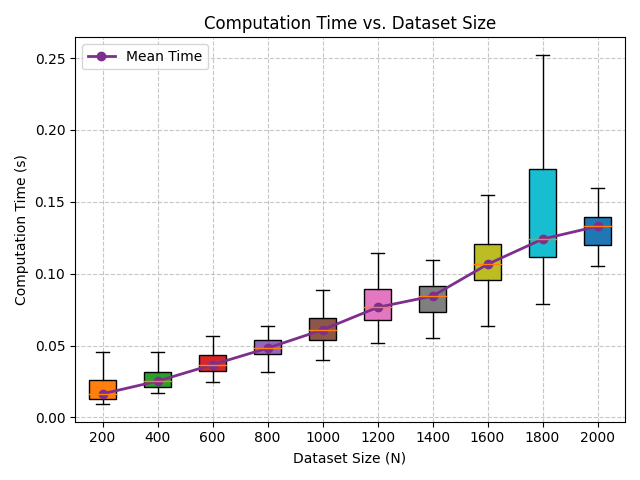 Computation Time vs. Dataset Size
Mean Time
Computation Time (s)
0.25
0.20
0.15
0.10
0.05
0.00
200 400 600 800 1000 1200 1400 1600 1800 2000
Dataset Size (N)